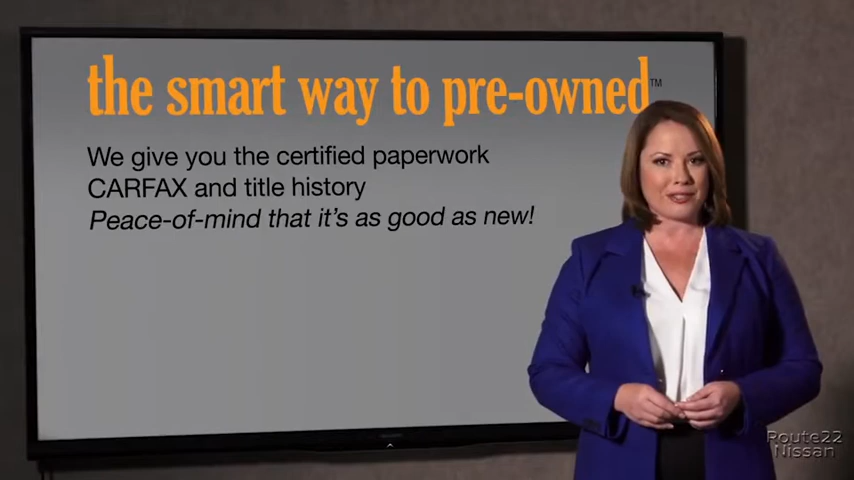 the smart way to pre-owned™
We give you the certified paperwork
CARFAX and title history
Peace-of-mind that it's as good as new!
Route22
Nissan